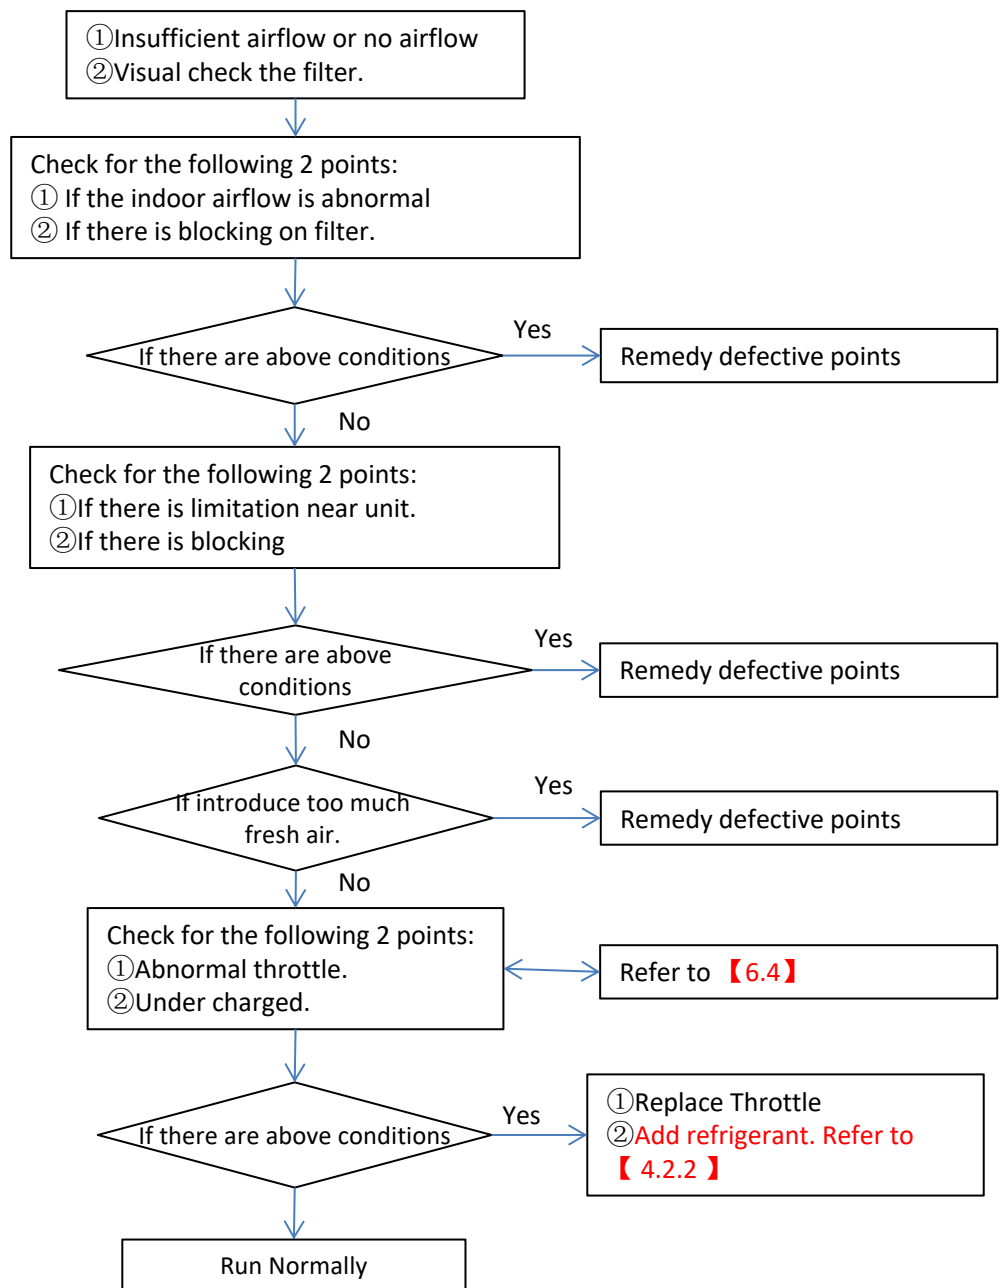 ①Insufficient airflow or no airflow
②Visual check the filter.
Check for the following 2 points:
① If the indoor airflow is abnormal
② If there is blocking on filter.
If there are above conditions
Yes
Remedy defective points
No
Check for the following 2 points:
①If there is limitation near unit.
②If there is blocking
If there are above
conditions
Yes
Remedy defective points
No
If introduce too much
fresh air.
Yes
Remedy defective points
No
Check for the following 2 points:
①Abnormal throttle.
②Under charged.
Refer to 【6.4】
If there are above conditions
Yes
①Replace Throttle
②Add refrigerant. Refer to
【 4.2.2 】
Run Normally